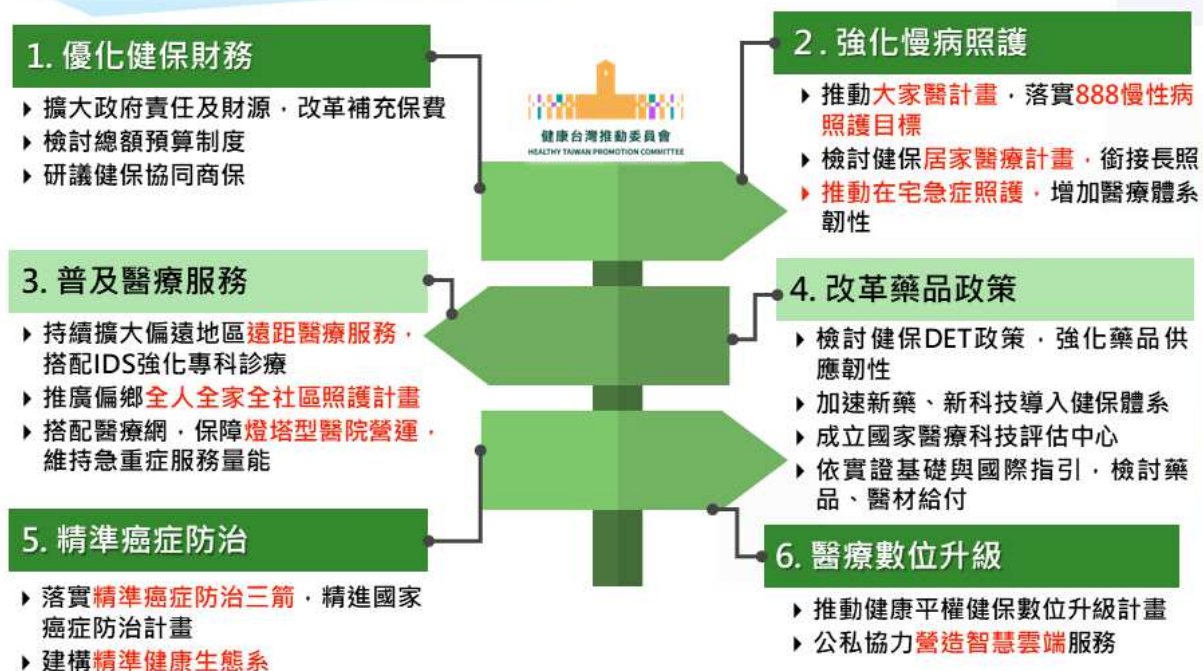 1. 優化健保財務
▸ 擴大政府責任及財源，改革補充保費
▸ 檢討總額預算制度
▸ 研議健保協同商保
健康台灣推動委員會
HEALTHY TAIWAN PROMOTION COMMITTEE
2. 強化慢病照護
▸ 推動大家醫計畫，落實888慢性病
照護目標
▸ 檢討健保居家醫療計畫，銜接長照
▸ 推動在宅急症照護，增加醫療體系
韌性
3. 普及醫療服務
▸ 持續擴大偏遠地區遠距醫療服務，
搭配IDS強化專科診療
▸ 推廣偏鄉全人全家全社區照護計畫
▸ 搭配醫療網，保障燈塔型醫院營運，
維持急重症服務量能
4. 改革藥品政策
▸ 檢討健保DET政策，強化藥品供
應韌性
▸ 加速新藥、新科技導入健保體系
▸ 成立國家醫療科技評估中心
▸ 依實證基礎與國際指引，檢討藥
品、醫材給付
5. 精準癌症防治
▸ 落實精準癌症防治三箭，精進國家
癌症防治計畫
▸ 建構精準健康生態系
6. 醫療數位升級
▸ 推動健康平權健保數位升級計畫
▸ 公私協力營造智慧雲端服務